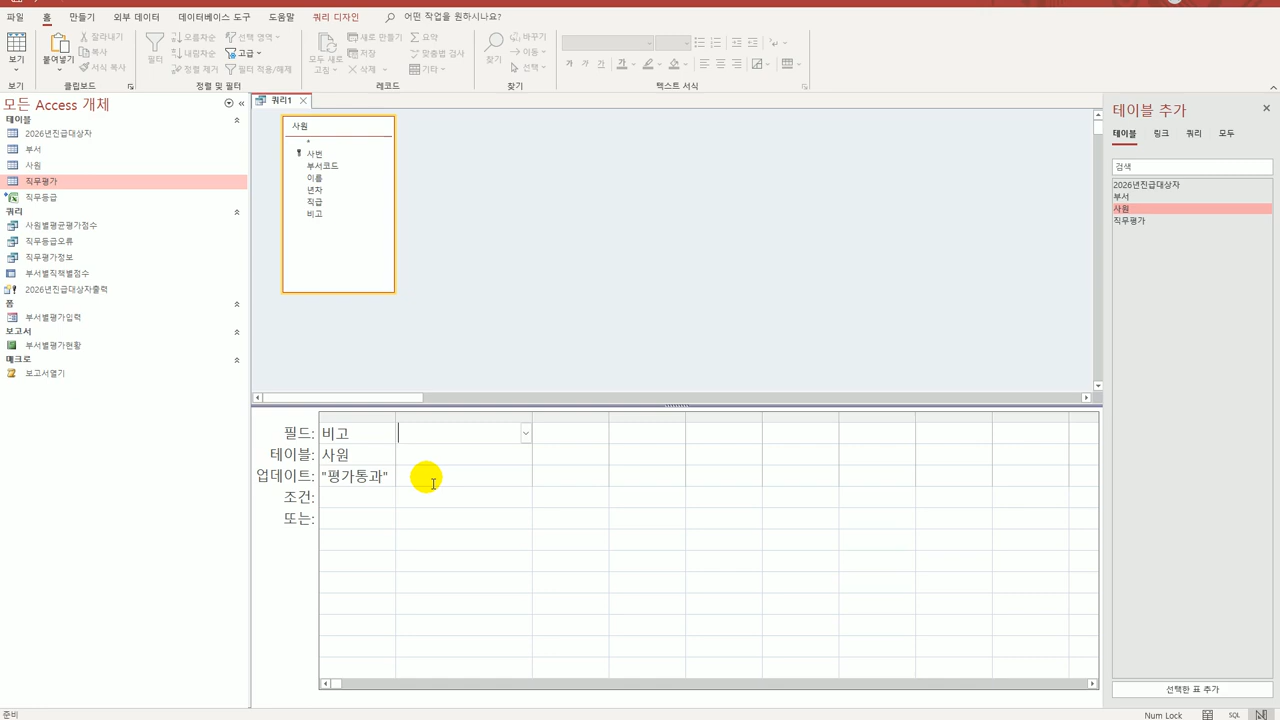 파일 홈 만들기 외부 데이터 데이터베이스 도구 도움말 쿼리 디자인 어떤 작업을 원하시나요?
보기 붙여넣기 잘라내기 복사 서식 복사 필터 오름차순 내림차순 정렬 제거 선택 영역 고급 필터 적용/해제 모두 새로 고침 새로 만들기 저장 삭제 요약 맞춤법 검사 기타 찾기 바꾸기 이동 선택 가 가 가 가
보기 클립보드 정렬 및 필터 레코드 찾기 텍스트 서식
모든 Access 개체
테이블
2026년진급대상자
부서
사원
직무평가
직무등급
쿼리
사원별평균평가점수
직무등급오류
직무평가정보
부서별직책별점수
2026년진급대상자출력
폼
부서별평가입력
보고서
부서별평가현황
매크로
보고서열기
쿼리1
사원
*
사번
부서코드
이름
년차
직급
비고
필드: 비고
테이블: 사원
업데이트: "평가통과"
조건:
또는:
테이블 추가
테이블 링크 쿼리 모두
검색
2026년진급대상자
부서
사원
직무평가
선택한 표 추가
준비 Num Lock SQL